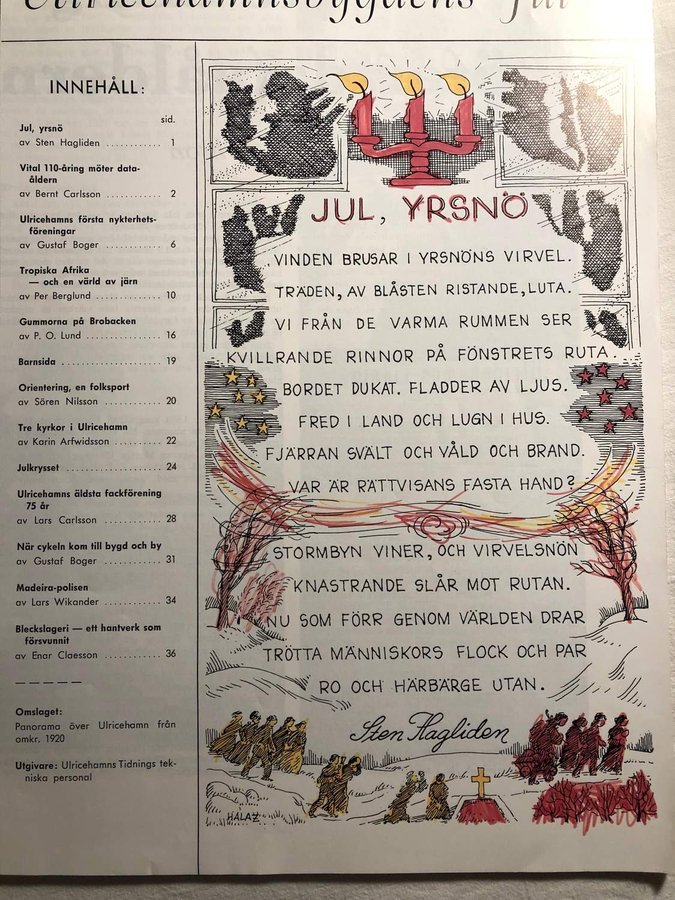 Ulricehamnsbygdens Jul
INNEHÅLL:
sid.
Jul, yrsnö
av Sten Hagliden ............ 1
Vital 110-åring möter data-
åldern
av Bernt Carlsson ............ 2
Ulricehamns första nykterhets-
föreningar
av Gustaf Boger ............ 6
Tropiska Afrika
— och en värld av järn
av Per Berglund ............ 10
Gummorna på Brobacken
av P. O. Lund ............ 16
Barnsida ............ 19
Orientering, en folksport
av Sören Nilsson ............ 20
Tre kyrkor i Ulricehamn
av Karin Arfwidsson ............ 22
Julkrysset ............ 24
Ulricehamns äldsta fackförening
75 år
av Lars Carlsson ............ 28
När cykeln kom till bygd och by
av Gustaf Boger ............ 31
Madeira-polisen
av Lars Wikander ............ 34
Bleckslageri — ett hantverk som
försvunnit
av Enar Claesson ............ 36
— — — — —
Omslaget:
Panorama över Ulricehamn från
omkr. 1920
Utgivare: Ulricehamns Tidnings tek-
niska personal
JUL, YRSNÖ
VINDEN BRUSAR I YRSNÖNS VIRVEL.
TRÄDEN, AV BLÅSTEN RISTANDE, LUTA.
VI FRÅN DE VARMA RUMMEN SER
KVILLRANDE RINNOR PÅ FÖNSTRETS RUTA.
BORDET DUKAT. FLADDER AV LJUS.
FRED I LAND OCH LUGN I HUS.
FJÄRRAN SVÄLT OCH VÅLD OCH BRAND.
VAR ÄR RÄTTVISANS FASTA HAND?
STORMBYN VINER, OCH VIRVELSNÖN
KNASTRANDE SLÅR MOT RUTAN.
NU SOM FÖRR GENOM VÄRLDEN DRAR
TRÖTTA MÄNNISKORS FLOCK OCH PAR
RO OCH HÄRBÄRGE UTAN.
Sten Hagliden
HALAZ